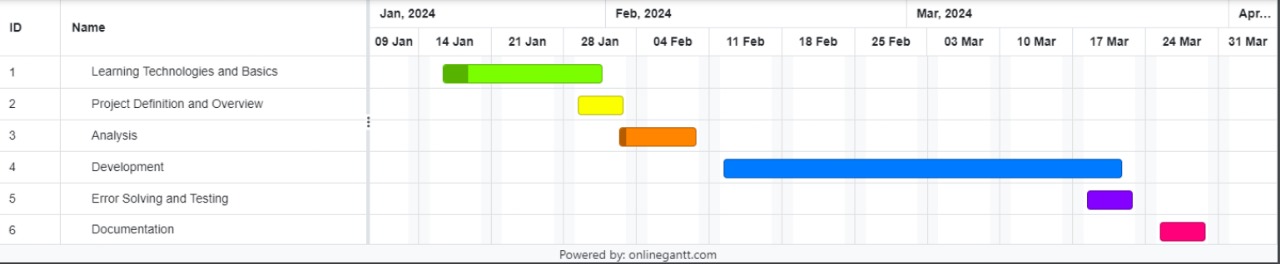 ID Name Jan, 2024 Feb, 2024 Mar, 2024 Apr...
09 Jan 14 Jan 21 Jan 28 Jan 04 Feb 11 Feb 18 Feb 25 Feb 03 Mar 10 Mar 17 Mar 24 Mar 31 Mar
1 Learning Technologies and Basics
2 Project Definition and Overview
3 Analysis
4 Development
5 Error Solving and Testing
6 Documentation
Powered by: onlinegantt.com